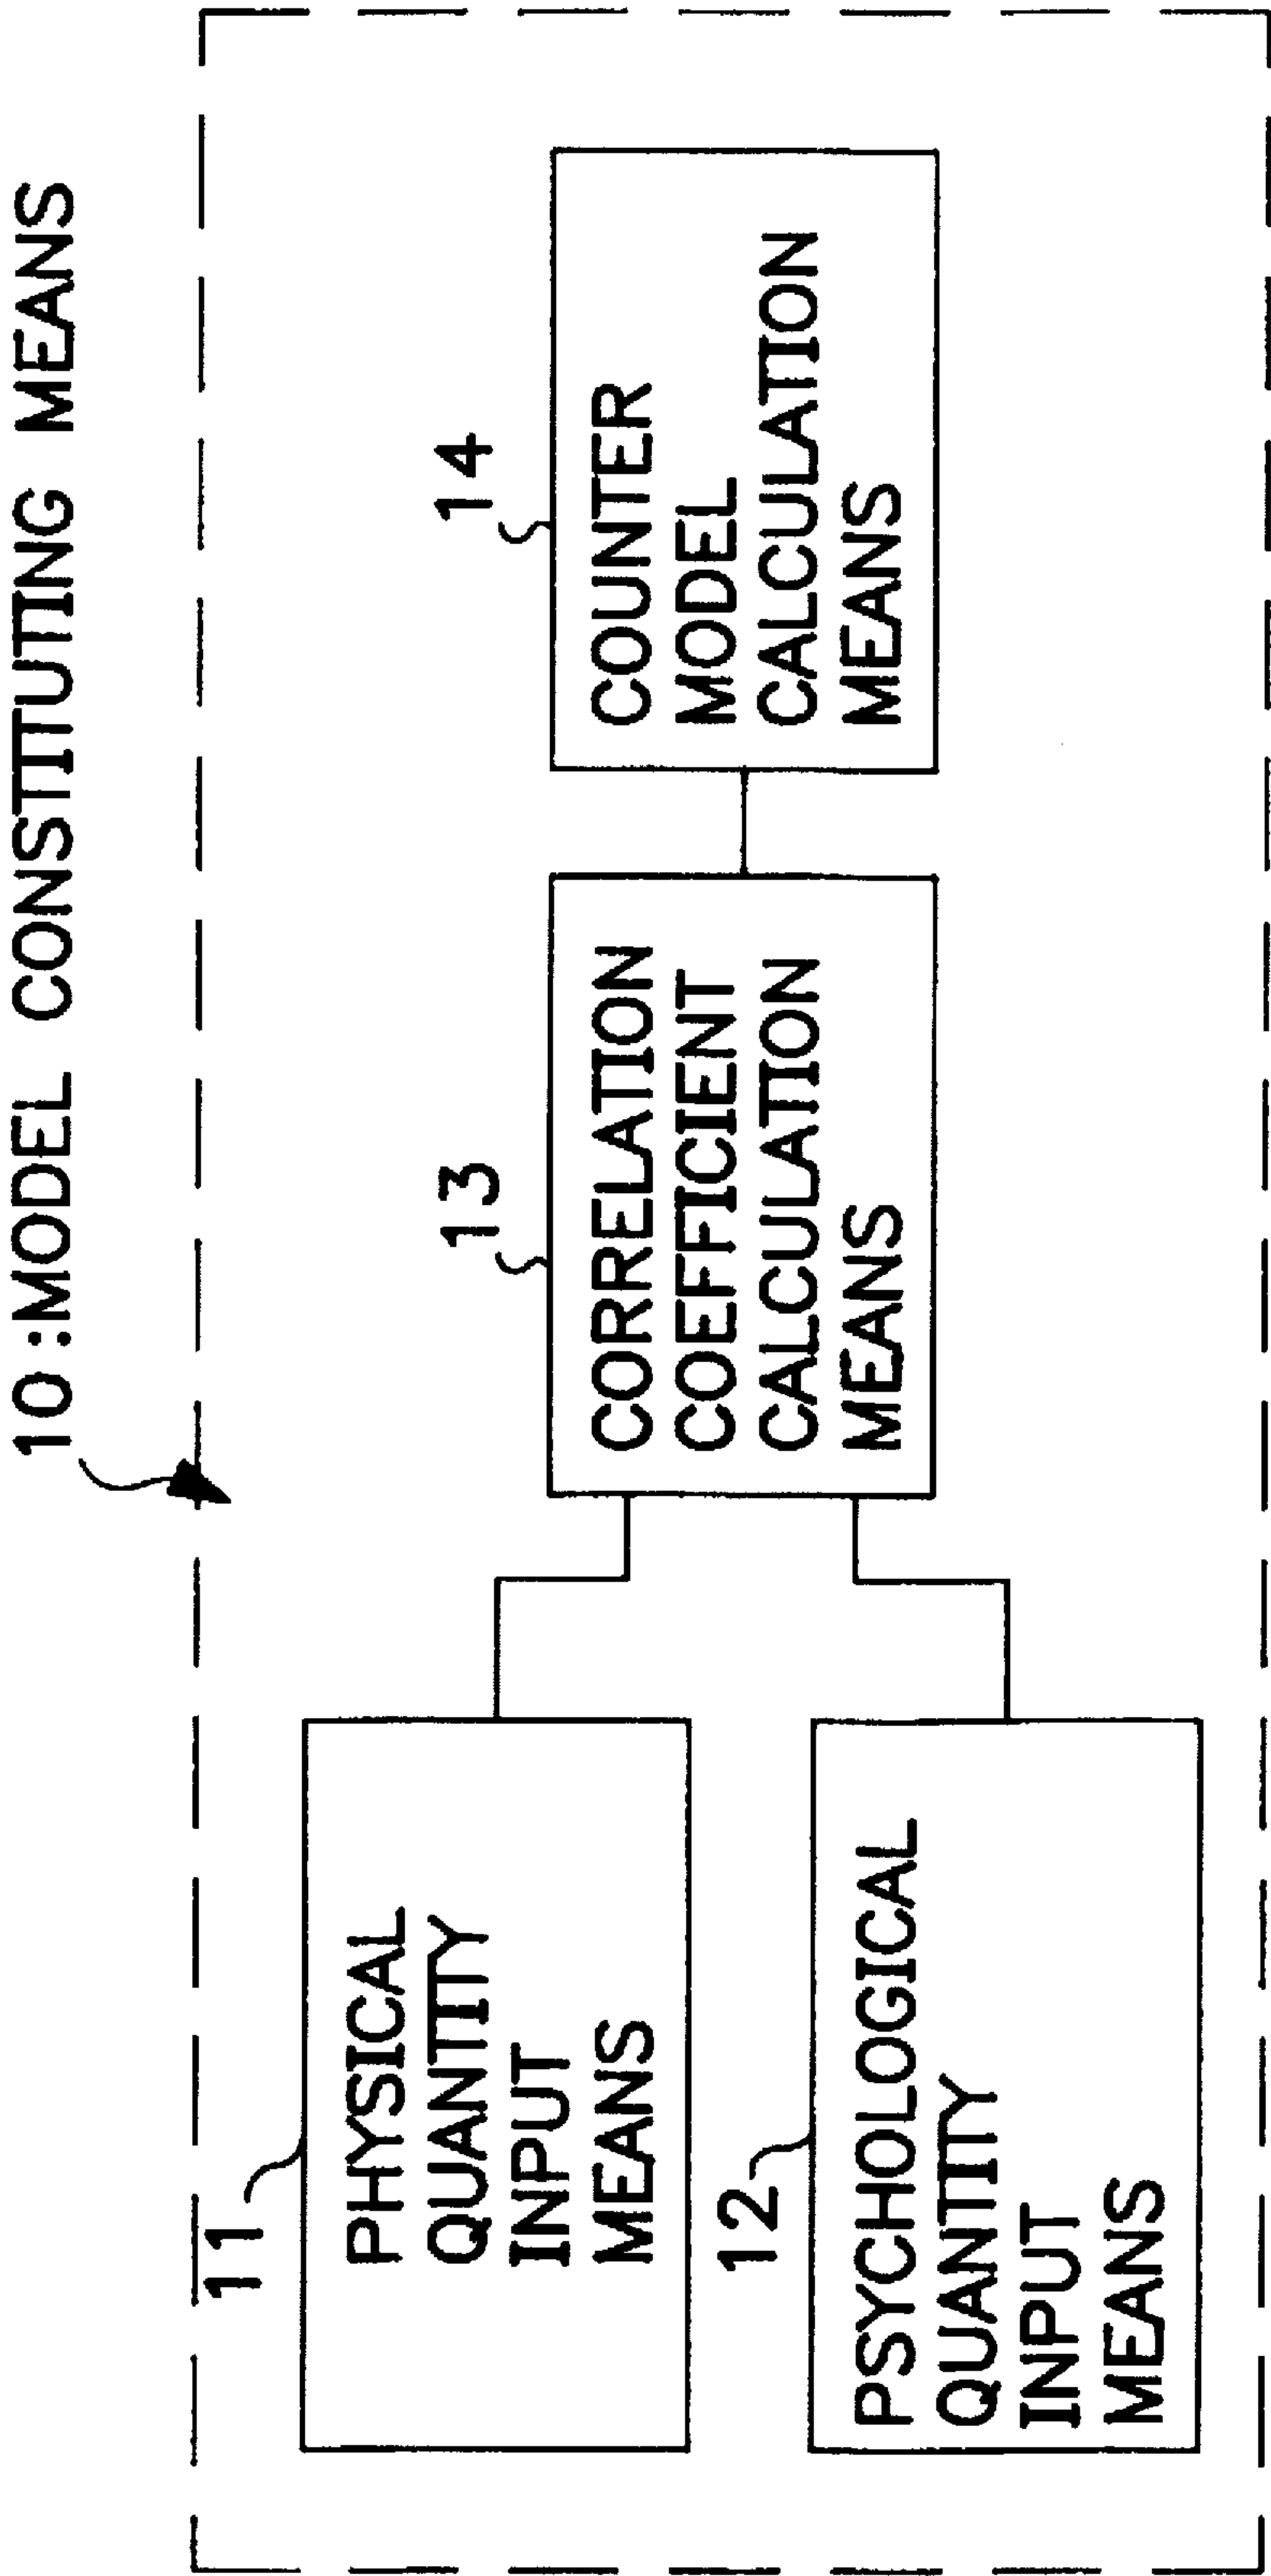 10 :MODEL CONSTITUTING MEANS
11
PHYSICAL
QUANTITY
INPUT
MEANS
12
PSYCHOLOGICAL
QUANTITY
INPUT
MEANS
13
CORRELATION
COEFFICIENT
CALCULATION
MEANS
14
COUNTER
MODEL
CALCULATION
MEANS